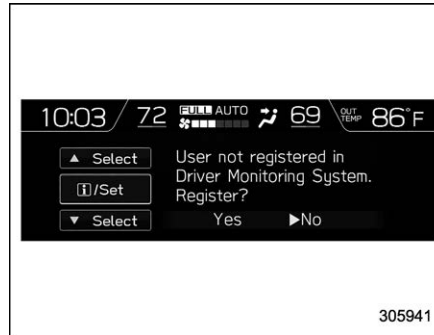 10:03 72 FULL AUTO 69 OUT TEMP 86°F
▲ Select
i/Set
▼ Select
User not registered in
Driver Monitoring System.
Register?
Yes ▶No
305941